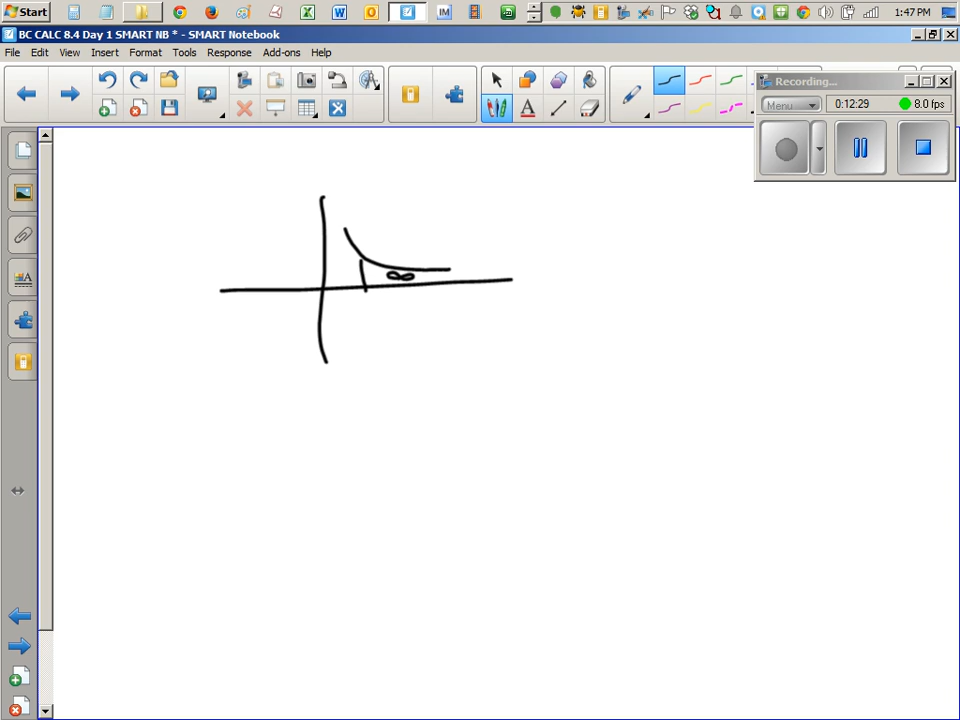 Start
1:47 PM
BC CALC 8.4 Day 1 SMART NB * - SMART Notebook
File Edit View Insert Format Tools Response Add-ons Help
Recording...
Menu 0:12:29 8.0 fps
∞